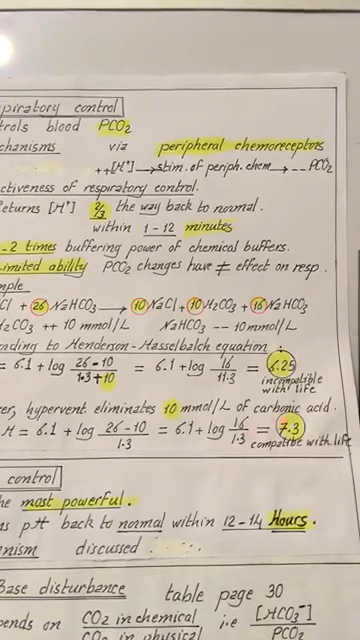 spiratory control
trols blood PCO₂
chanisms via peripheral chemoreceptors
++[H⁺] → stim. of periph. chem → -- PCO₂
ctiveness of respiratory control.
Returns [H⁺] 2/3 the way back to normal.
within 1-12 minutes
-2 times buffering power of chemical buffers.
Limited ability PCO₂ changes have ≠ effect on resp.
mple
Cl + 26 NaHCO₃ → 10 NaCl + 10 H₂CO₃ + 16 NaHCO₃
H₂CO₃ ++ 10 mmol/L NaHCO₃ -- 10 mmol/L
ording to Henderson-Hasselbalch equation :
= 6.1 + log 26-10 / 1.3+10 = 6.1 + log 16 / 11.3 = 6.25
incompatible with life
er, hypervent eliminates 10 mmol/L of carbonic acid.
H = 6.1 + log 26-10 / 1.3 = 6.1 + log 16 / 1.3 = 7.3
compatible with life
control
he most powerful.
pH back to normal within 12-14 Hours.
anism discussed
Base disturbance table page 30
pends on CO₂ in chemical / CO₂ in physical i.e [HCO₃⁻] / PCO₂